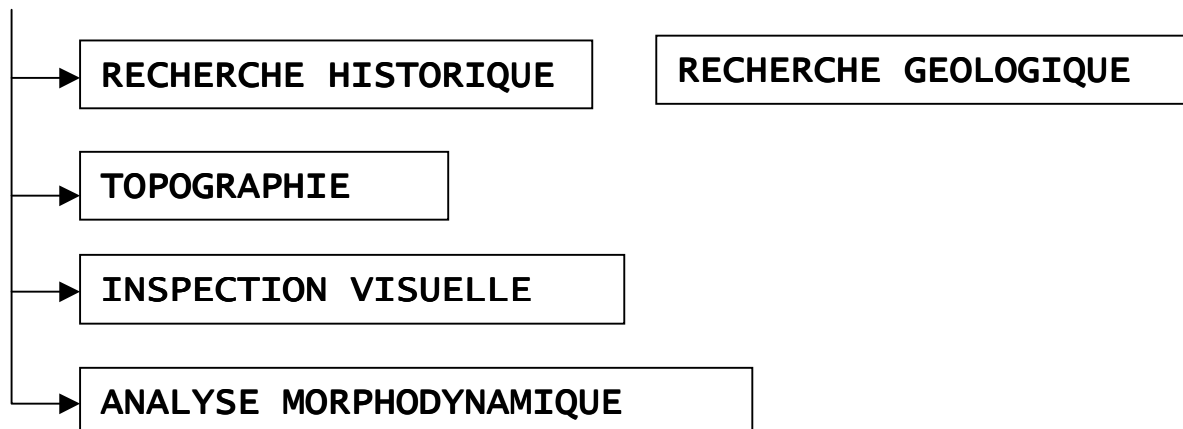 RECHERCHE HISTORIQUE
RECHERCHE GEOLOGIQUE
TOPOGRAPHIE
INSPECTION VISUELLE
ANALYSE MORPHODYNAMIQUE